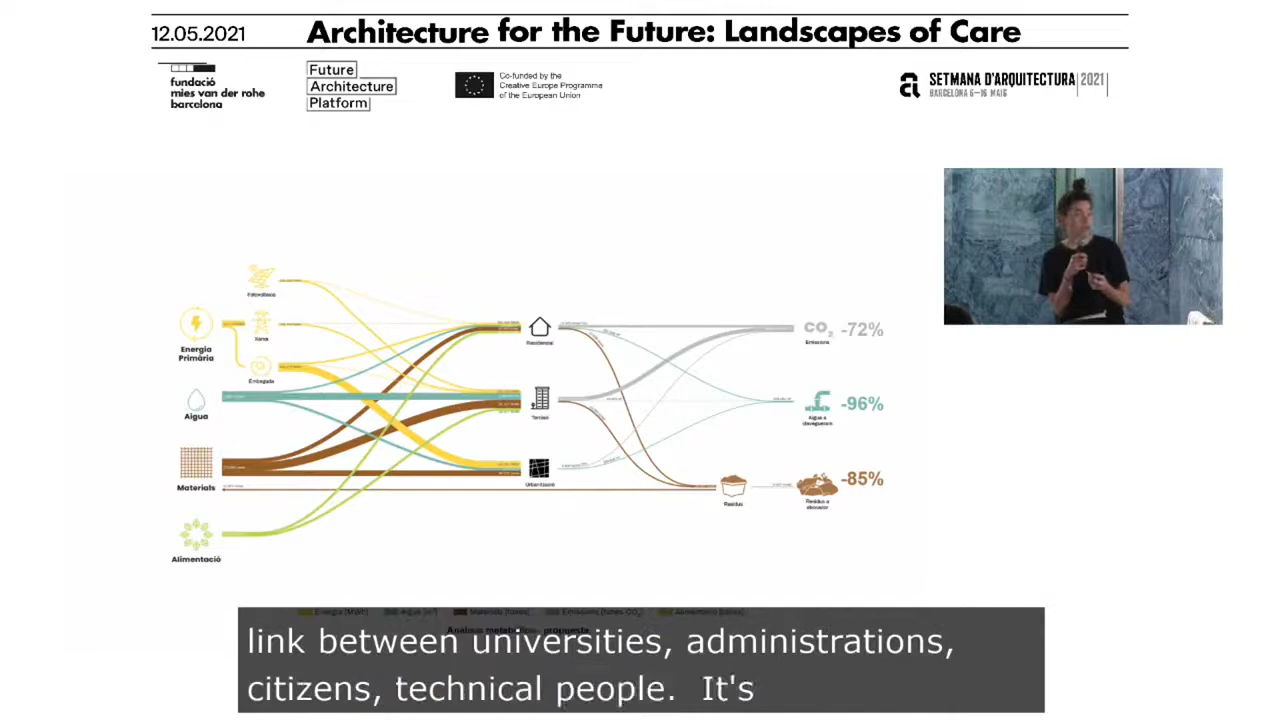 12.05.2021
Architecture for the Future: Landscapes of Care
fundació
mies van der rohe
barcelona
Future
Architecture
Platform
Co-funded by the
Creative Europe Programme
of the European Union
SETMANA D'ARQUITECTURA 2021
BARCELONA 6—16 MAIG
Fotovoltaica
Energia
Primària
Xarxa
Embegada
Aigua
Materials
Alimentació
Residencial
Terciari
Urbanització
CO2
Emissions
-72%
Aigua a
clavegueram
-96%
Residus
Residus a
abocador
-85%
link between universities, administrations,
citizens, technical people.  It's